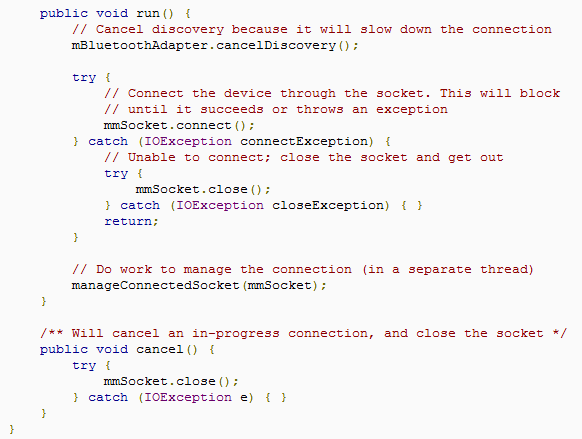 public void run() {
// Cancel discovery because it will slow down the connection
mBluetoothAdapter.cancelDiscovery();
try {
// Connect the device through the socket. This will block
// until it succeeds or throws an exception
mmSocket.connect();
} catch (IOException connectException) {
// Unable to connect; close the socket and get out
try {
mmSocket.close();
} catch (IOException closeException) { }
return;
}
// Do work to manage the connection (in a separate thread)
manageConnectedSocket(mmSocket);
}
/** Will cancel an in-progress connection, and close the socket */
public void cancel() {
try {
mmSocket.close();
} catch (IOException e) { }
}
}